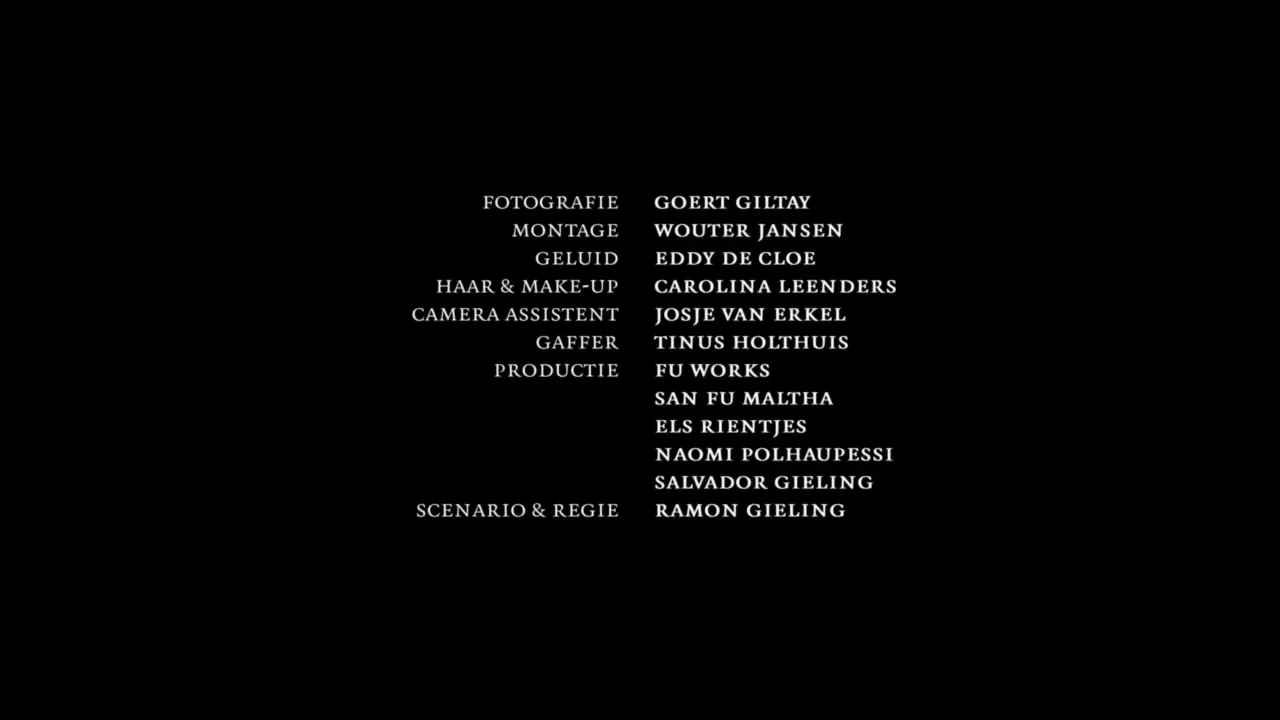 FOTOGRAFIE GOERT GILTAY
MONTAGE WOUTER JANSEN
GELUID EDDY DE CLOE
HAAR & MAKE-UP CAROLINA LEENDERS
CAMERA ASSISTENT JOSJE VAN ERKEL
GAFFER TINUS HOLTHUIS
PRODUCTIE FU WORKS
SAN FU MALTHA
ELS RIENTJES
NAOMI POLHAUPESSI
SALVADOR GIELING
SCENARIO & REGIE RAMON GIELING